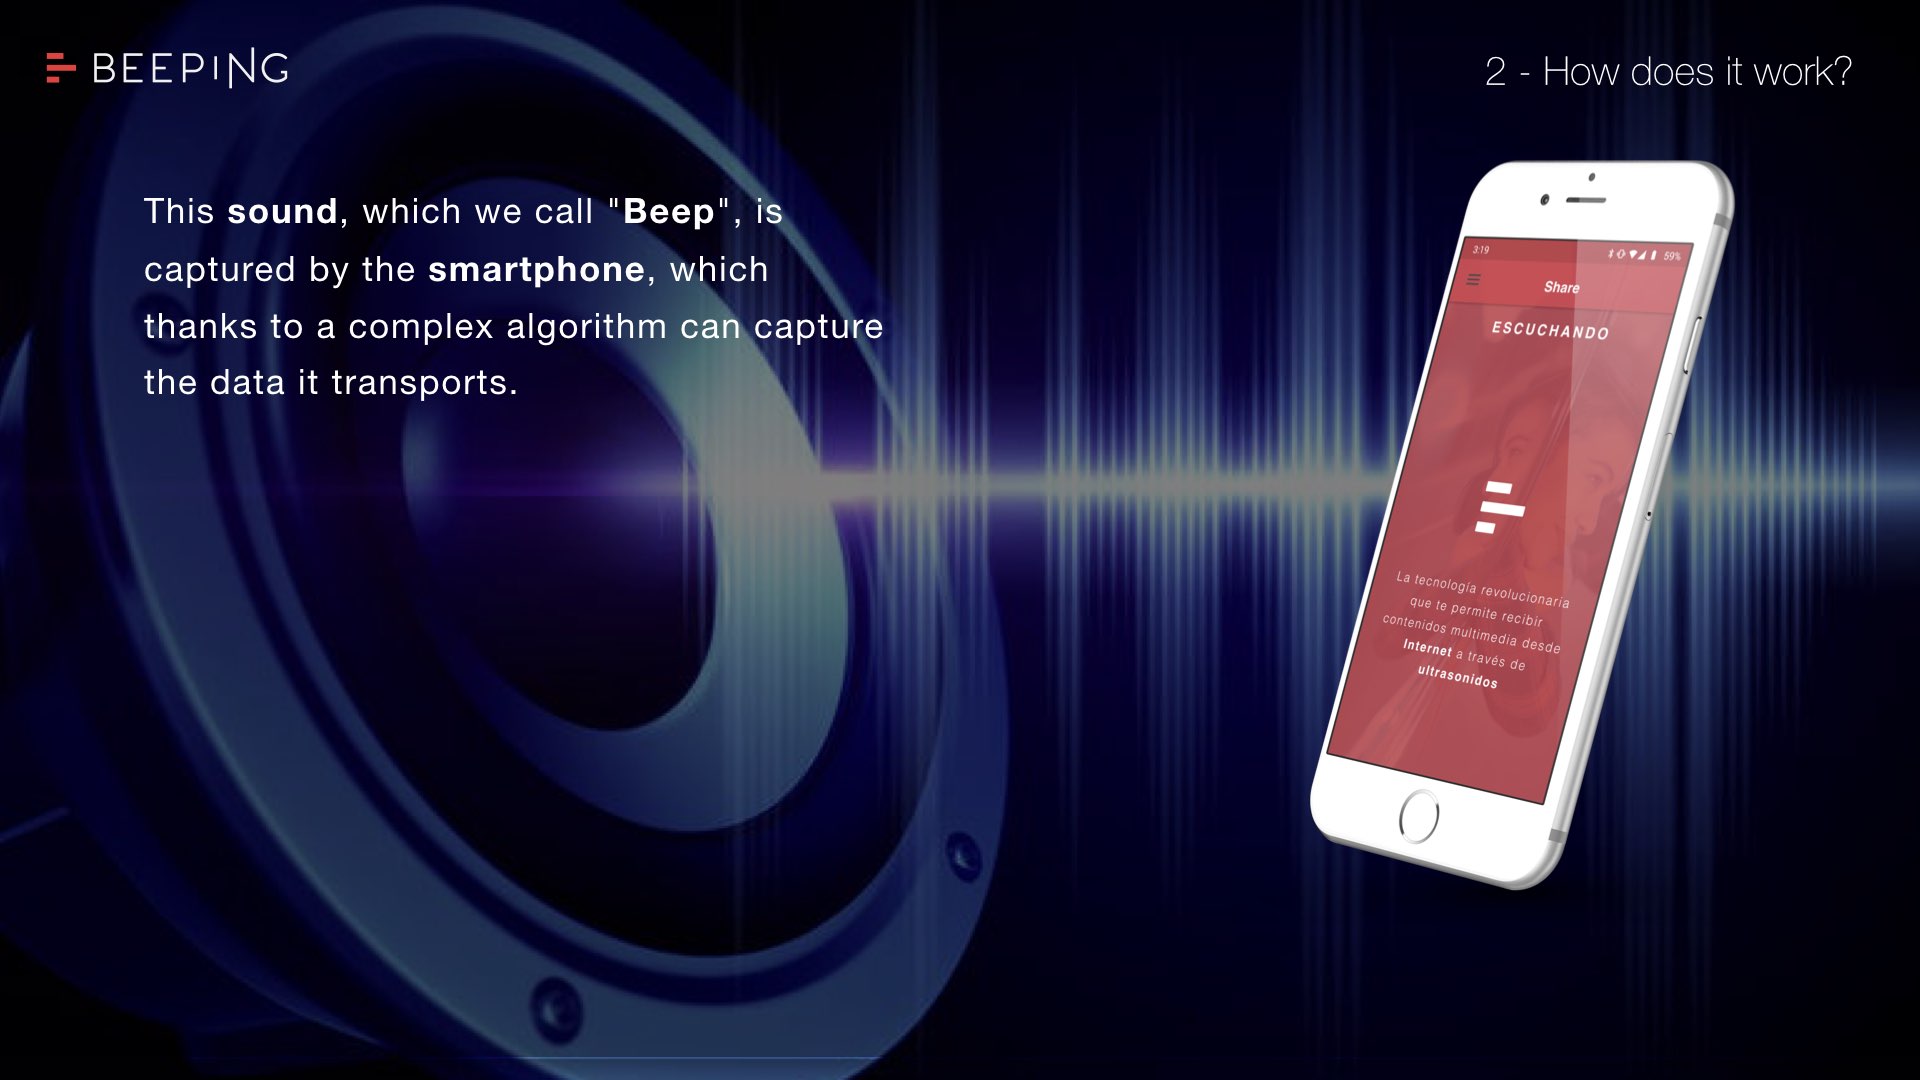 BEEPING
2 - How does it work?
This sound, which we call "Beep", is
captured by the smartphone, which
thanks to a complex algorithm can capture
the data it transports.
3:19
59%
Share
ESCUCHANDO
La tecnología revolucionaria
que te permite recibir
contenidos multimedia desde
Internet a través de
ultrasonidos